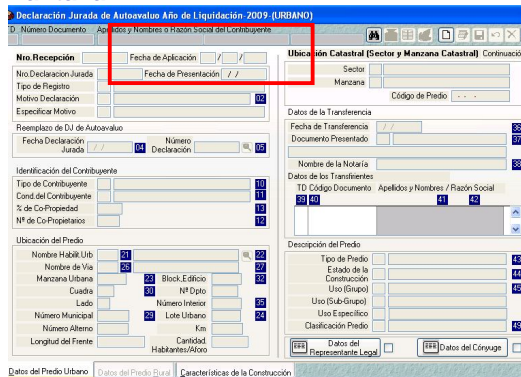 Declaración Jurada de Autoavaluo Año de Liquidación-2009-(URBANO)
TD Número Documento Apellidos y Nombres o Razón Social del Contribuyente
Nro.Recepción Fecha de Aplicación / /
Nro.Declaracion Jurada Fecha de Presentación / /
Tipo de Registro
Motivo Declaración 02
Especificar Motivo
Reemplazo de DJ de Autoavaluo
Fecha Declaración Jurada / / 04 Número Declaración 05
Identificación del Contribuyente
Tipo de Contribuyente 10
Cond.del Contribuyente 11
% de Co-Propiedad 13
Nº de Co-Propietarios 12
Ubicación del Predio
Nombre Habilit.Urb 21 22
Nombre de Via 26 27
Manzana Urbana 23 Block,Edificio 32
Cuadra 30 Nº Dpto
Lado Número Interior 35
Número Municipal 29 Lote Urbano 24
Número Alterno Km
Longitud del Frente Cantidad. Habitantes/Aforo
Ubicación Catastral (Sector y Manzana Catastral) Continuació
Sector
Manzana
Código de Predio - - -
Datos de la Transferencia
Fecha de Transferencia / / 36
Documento Presentado 37
Nombre de la Notaría 38
Datos de los Transfirientes
TD Código Documento Apellidos y Nombres / Razón Social
39 40 41 42
Descripción del Predio
Tipo de Predio 43
Estado de la Construcción 44
Uso (Grupo) 45
Uso (Sub-Grupo)
Uso Específico
Clasificación Predio 49
Datos del Representante Legal Datos del Cónyuge
Datos del Predio Urbano Datos del Predio Rural Características de la Construcción